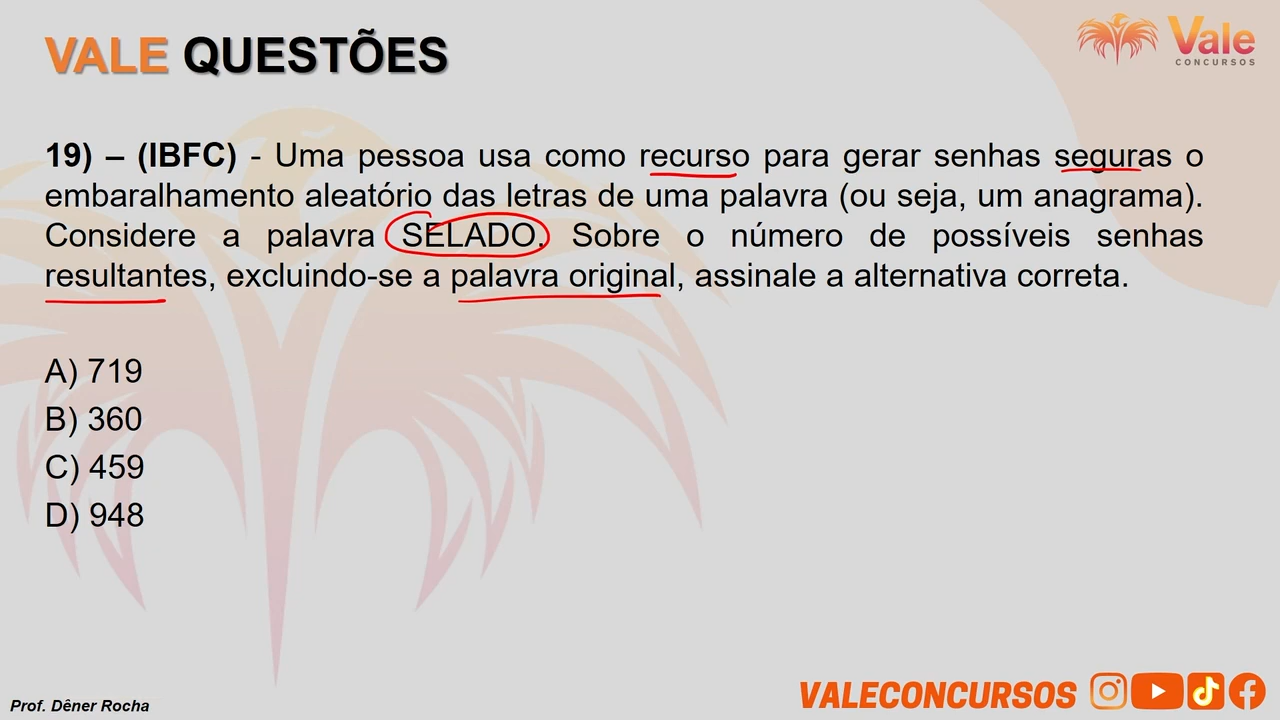 VALE QUESTÕES
Vale
CONCURSOS
19) – (IBFC) - Uma pessoa usa como recurso para gerar senhas seguras o
embaralhamento aleatório das letras de uma palavra (ou seja, um anagrama).
Considere a palavra SELADO. Sobre o número de possíveis senhas
resultantes, excluindo-se a palavra original, assinale a alternativa correta.
A) 719
B) 360
C) 459
D) 948
Prof. Dêner Rocha
VALECONCURSOS